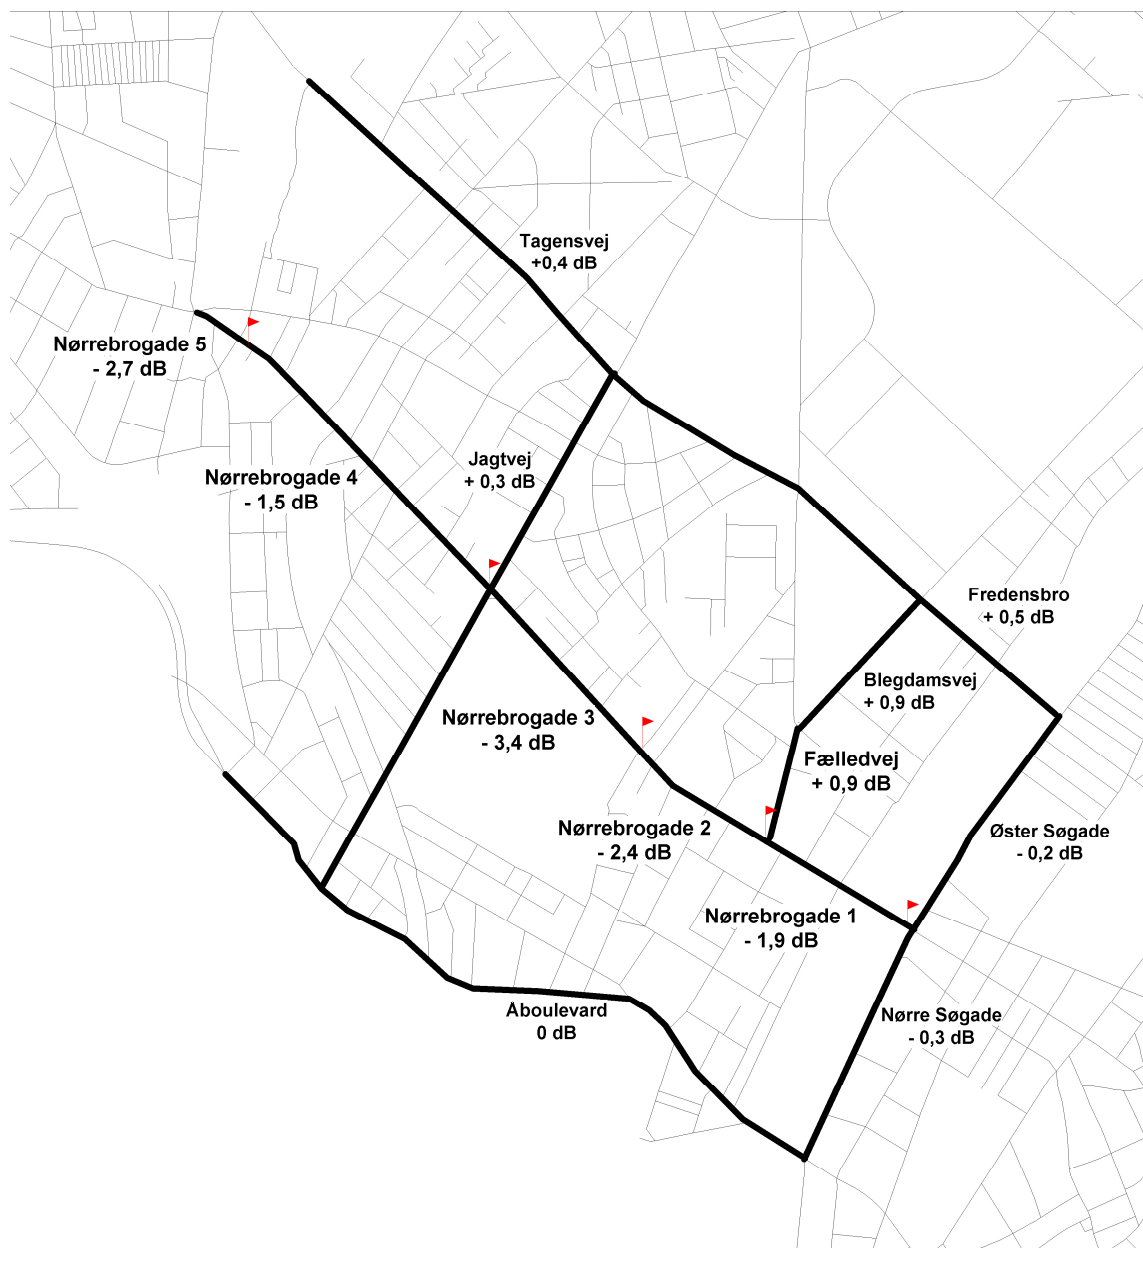 Tagensvej
+0,4 dB
Nørrebrogade 5
- 2,7 dB
Jagtvej
+ 0,3 dB
Nørrebrogade 4
- 1,5 dB
Fredensbro
+ 0,5 dB
Blegdamsvej
+ 0,9 dB
Nørrebrogade 3
- 3,4 dB
Fælledvej
+ 0,9 dB
Nørrebrogade 2
- 2,4 dB
Øster Søgade
- 0,2 dB
Nørrebrogade 1
- 1,9 dB
Åboulevard
0 dB
Nørre Søgade
- 0,3 dB